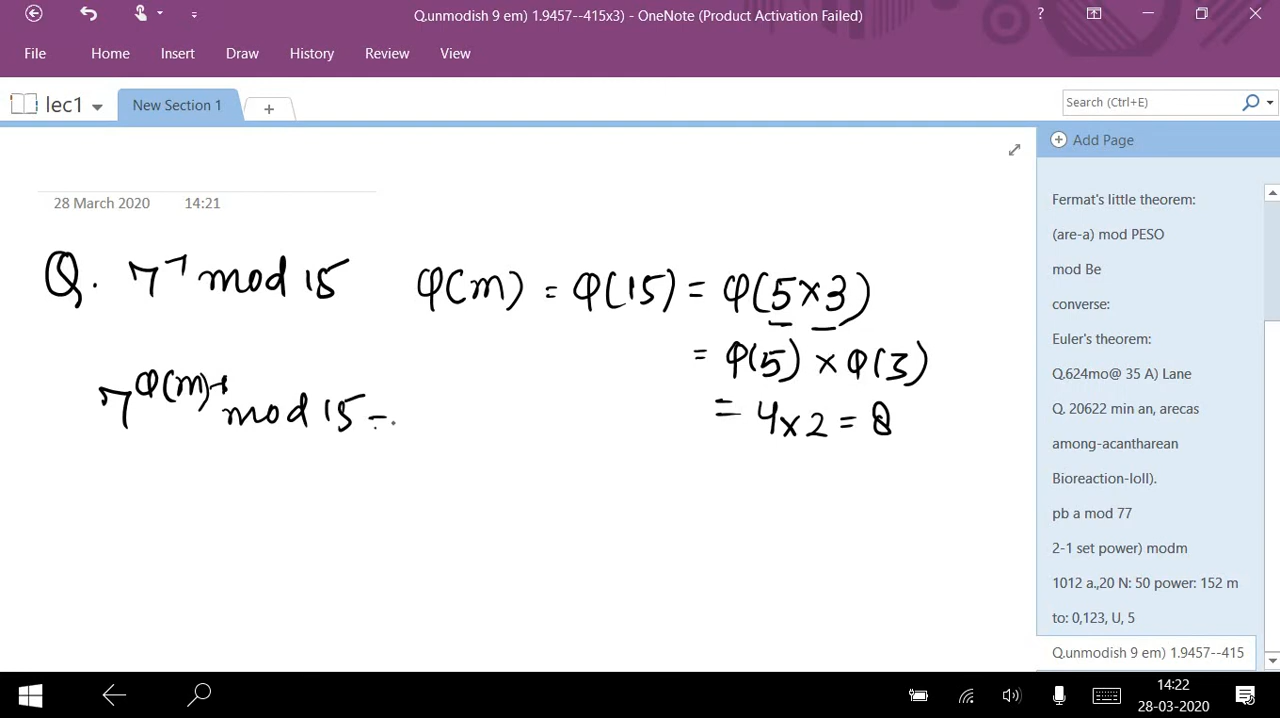 Q.unmodish 9 em) 1.9457--415x3) - OneNote (Product Activation Failed)
?
File Home Insert Draw History Review View
lec1 New Section 1 +
Search (Ctrl+E)
Add Page
28 March 2020 14:21
Q. 7⁻¹ mod 15 φ(m) = φ(15) = φ(5×3)
= φ(5) × φ(3)
7^φ(m)-1 mod 15 =
= 4×2 = 8
Fermat's little theorem:
(are-a) mod PESO
mod Be
converse:
Euler's theorem:
Q,624mo@ 35 A) Lane
Q. 20622 min an, arecas
among-acantharean
Bioreaction-loll).
pb a mod 77
2-1 set power) modm
1012 a.,20 N: 50 power: 152 m
to: 0,123, U, 5
Q.unmodish 9 em) 1.9457--415
14:22
28-03-2020